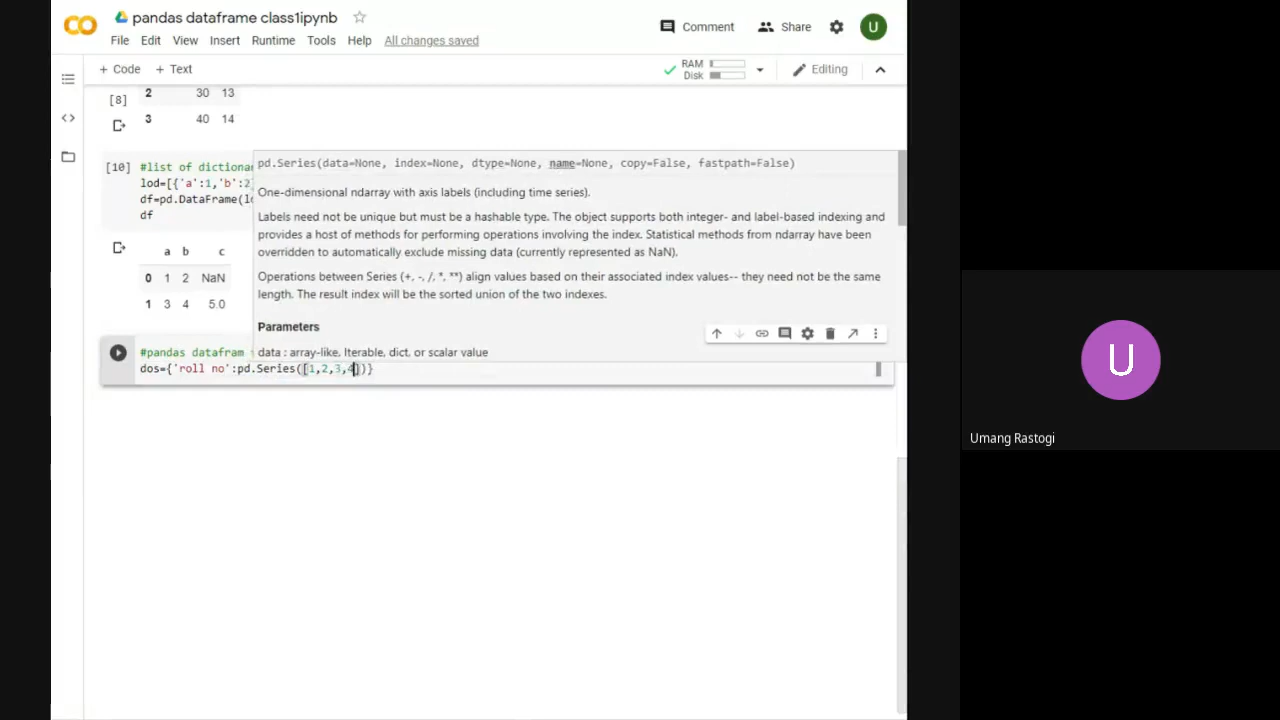 pandas dataframe class1ipynb
File Edit View Insert Runtime Tools Help All changes saved
Comment Share U
+ Code + Text
RAM
Disk
Editing
[8]
2 30 13
3 40 14
[10] #list of dictionar
lod=[{'a':1,'b':2
df=pd.DataFrame(l
df
pd.Series(data=None, index=None, dtype=None, name=None, copy=False, fastpath=False)
One-dimensional ndarray with axis labels (including time series).
Labels need not be unique but must be a hashable type. The object supports both integer- and label-based indexing and
provides a host of methods for performing operations involving the index. Statistical methods from ndarray have been
overridden to automatically exclude missing data (currently represented as NaN).
Operations between Series (+, -, /, *, **) align values based on their associated index values-- they need not be the same
length. The result index will be the sorted union of the two indexes.
Parameters
data : array-like, Iterable, dict, or scalar value
a b c
0 1 2 NaN
1 3 4 5.0
#pandas datafram
dos={'roll no':pd.Series([1,2,3,4])}
U
Umang Rastogi